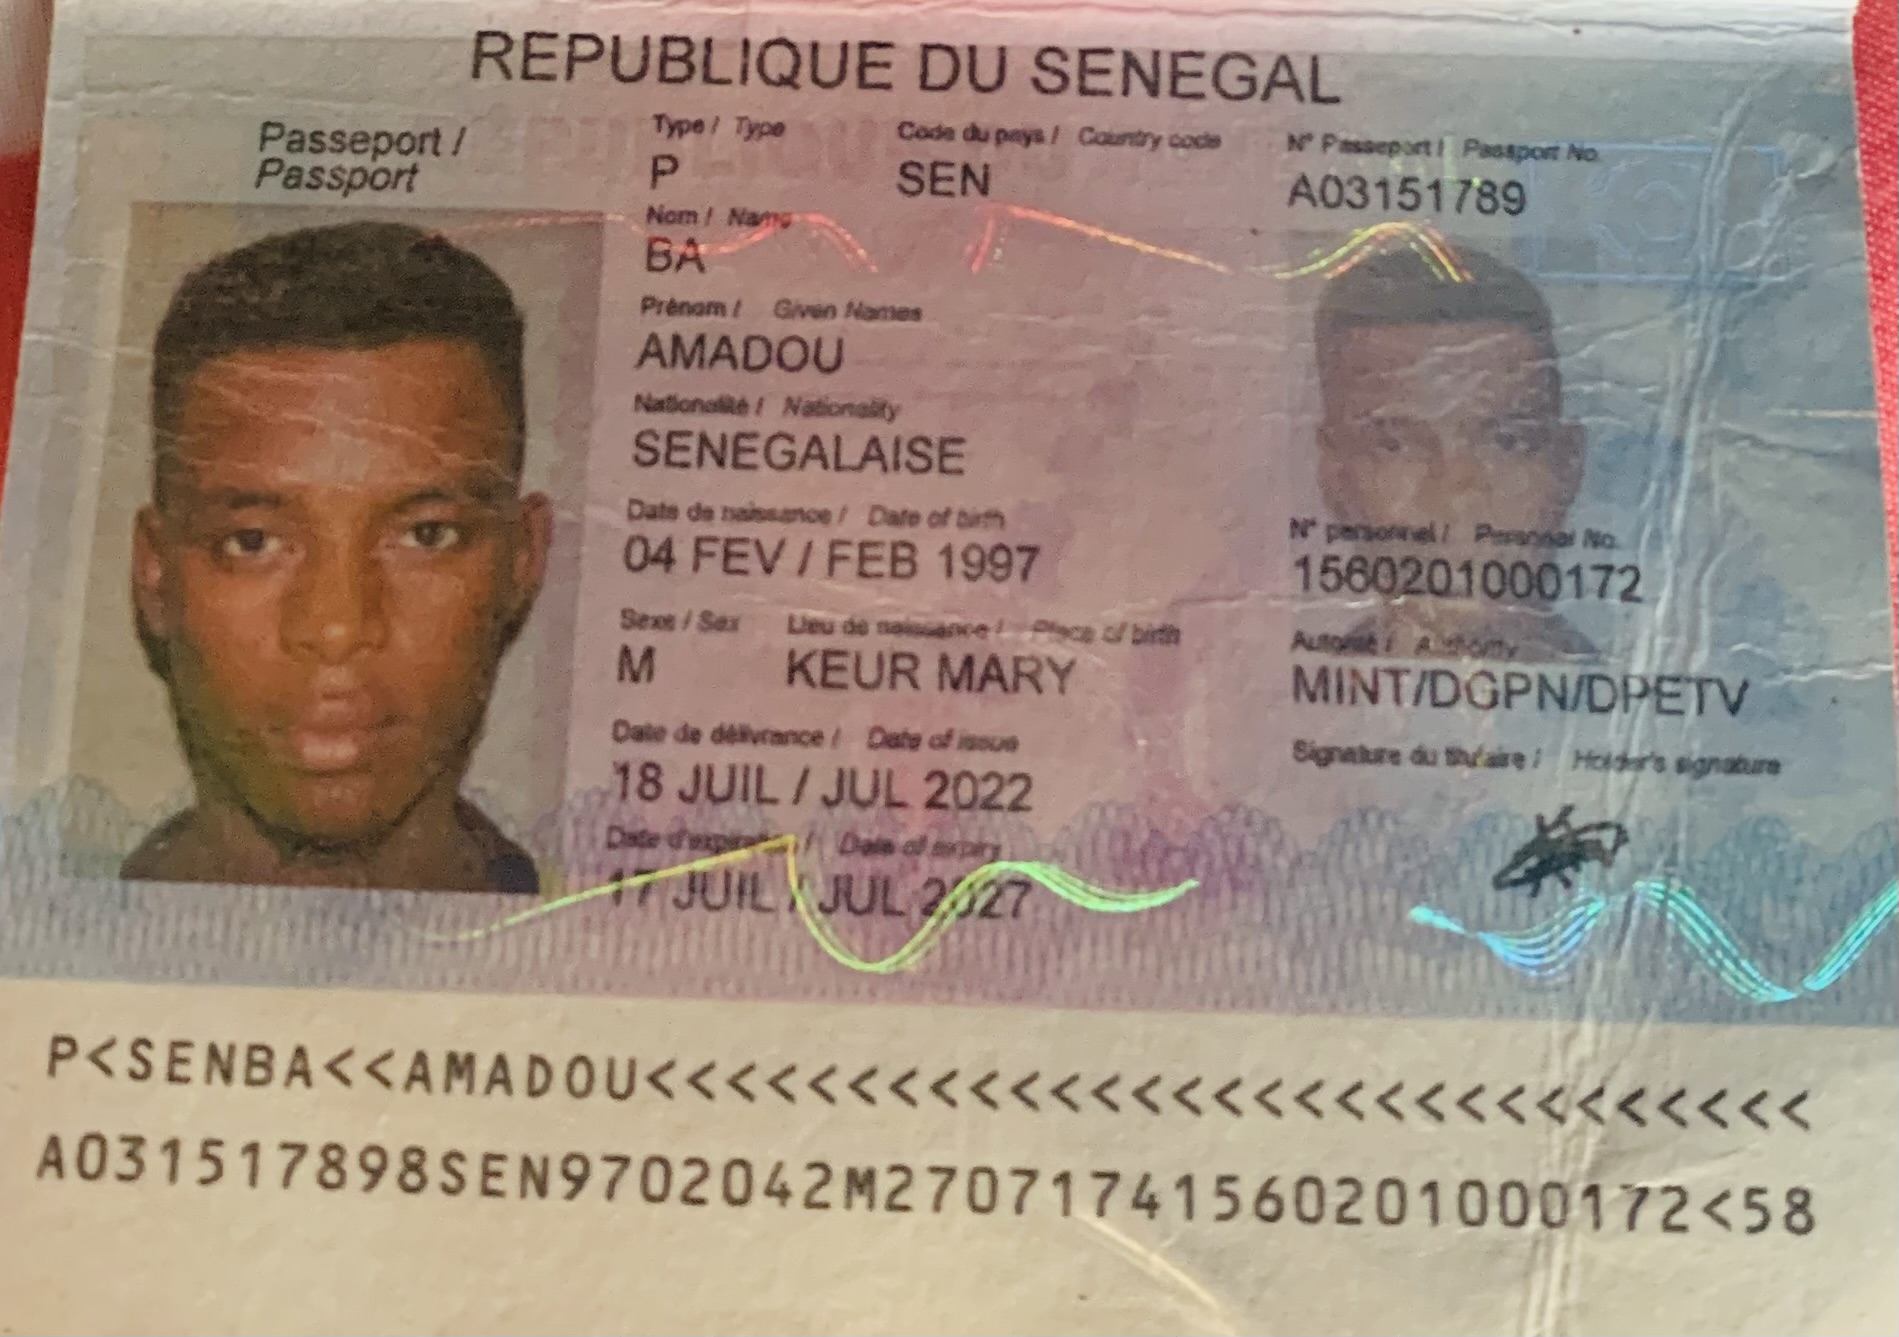 REPUBLIQUE DU SENEGAL
Passeport /
Passport
Type / Type
Code du pays / Country code
N° Passeport / Passport No.
P
SEN
A03151789
Nom / Name
BA
Prénom / Given Names
AMADOU
Nationalité / Nationality
SENEGALAISE
Date de naissance / Date of birth
04 FEV / FEB 1997
N° personnel / Personnal No.
1560201000172
Sexe / Sex
Lieu de naissance / Place of birth
M
KEUR MARY
Autorité / Authority
MINT/DGPN/DPETV
Date de délivrance / Date of issue
18 JUIL / JUL 2022
Signature du titulaire / Holder's signature
Date d'expiration / Date of expiry
17 JUIL / JUL 2027
P<SENBA<<AMADOU<<<<<<<<<<<<<<<<<<<<<<<<<<<<<
A031517898SEN9702042M27071741560201000172<58